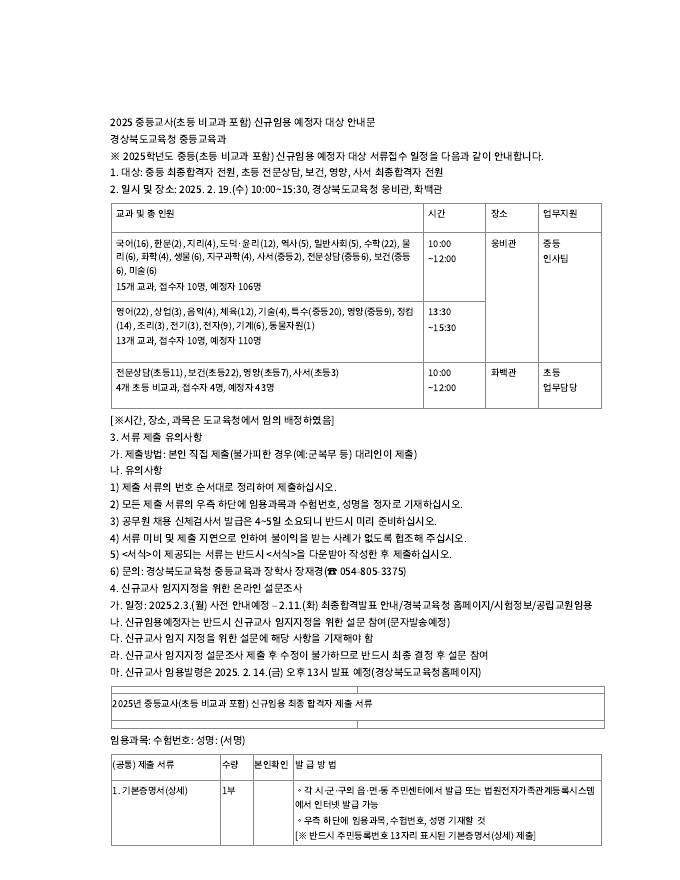 2025 중등교사(초등 비교과 포함) 신규임용 예정자 대상 안내문
경상북도교육청 중등교육과
※ 2025학년도 중등(초등 비교과 포함) 신규임용 예정자 대상 서류접수 일정을 다음과 같이 안내합니다.
1. 대상: 중등 최종합격자 전원, 초등 전문상담, 보건, 영양, 사서 최종합격자 전원
2. 일시 및 장소: 2025. 2. 19.(수) 10:00~15:30, 경상북도교육청 웅비관, 화백관
교과 및 총 인원 시간 장소 업무지원
국어(16), 한문(2), 지리(4), 도덕·윤리(12), 역사(5), 일반사회(5), 수학(22), 물
리(6), 화학(4), 생물(6), 지구과학(4), 사서(중등2), 전문상담(중등6), 보건(중등
6), 미술(6)
15개 교과, 접수자 10명, 예정자 106명
10:00
~12:00
웅비관
중등
인사팀
영어(22), 상업(3), 음악(4), 체육(12), 기술(4), 특수(중등20), 영양(중등9), 정컴
(14), 조리(3), 전기(3), 전자(9), 기계(6), 동물자원(1)
13개 교과, 접수자 10명, 예정자 110명
13:30
~15:30
전문상담(초등11), 보건(초등22), 영양(초등7), 사서(초등3)
4개 초등 비교과, 접수자 4명, 예정자 43명
10:00
~12:00
화백관
초등
업무담당
[※시간, 장소, 과목은 도교육청에서 임의 배정하였음]
3. 서류 제출 유의사항
가. 제출방법: 본인 직접 제출(불가피한 경우(예:군복무 등) 대리인이 제출)
나. 유의사항
1) 제출 서류의 번호 순서대로 정리하여 제출하십시오.
2) 모든 제출 서류의 우측 하단에 임용과목과 수험번호, 성명을 정자로 기재하십시오.
3) 공무원 채용 신체검사서 발급은 4~5일 소요되니 반드시 미리 준비하십시오.
4) 서류 미비 및 제출 지연으로 인하여 불이익을 받는 사례가 없도록 협조해 주십시오.
5) <서식>이 제공되는 서류는 반드시 <서식>을 다운받아 작성한 후 제출하십시오.
6) 문의: 경상북도교육청 중등교육과 장학사 장재경(☎ 054-805-3375)
4. 신규교사 임지지정을 위한 온라인 설문조사
가. 일정: 2025.2.3.(월) 사전 안내예정 – 2.11.(화) 최종합격발표 안내/경북교육청 홈페이지/시험정보/공립교원임용
나. 신규임용예정자는 반드시 신규교사 임지지정을 위한 설문 참여(문자발송예정)
다. 신규교사 임지 지정을 위한 설문에 해당 사항을 기재해야 함
라. 신규교사 임지지정 설문조사 제출 후 수정이 불가하므로 반드시 최종 결정 후 설문 참여
마. 신규교사 임용발령은 2025. 2. 14.(금) 오후 13시 발표 예정(경상북도교육청홈페이지)
2025년 중등교사(초등 비교과 포함) 신규임용 최종 합격자 제출 서류
임용과목: 수험번호: 성명: (서명)
(공통) 제출 서류 수량 본인확인 발 급 방 법
1. 기본증명서(상세) 1부
◦각 시·군·구의 읍·면·동 주민센터에서 발급 또는 법원전자가족관계등록시스템
에서 인터넷 발급 가능
◦우측 하단에 임용과목, 수험번호, 성명 기재할 것
[※ 반드시 주민등록번호 13자리 표시된 기본증명서(상세) 제출]